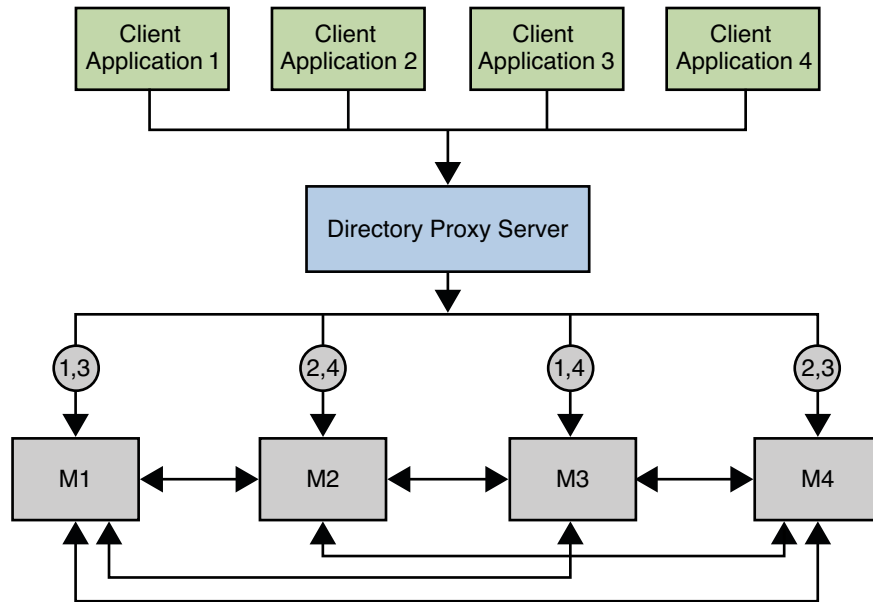 Client
Application 1
Client
Application 2
Client
Application 3
Client
Application 4
Directory Proxy Server
1,3
2,4
1,4
2,3
M1
M2
M3
M4